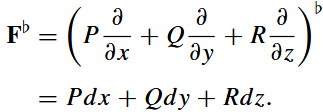 F♭ = (P ∂/∂x + Q ∂/∂y + R ∂/∂z)♭
= Pdx + Qdy + Rdz.